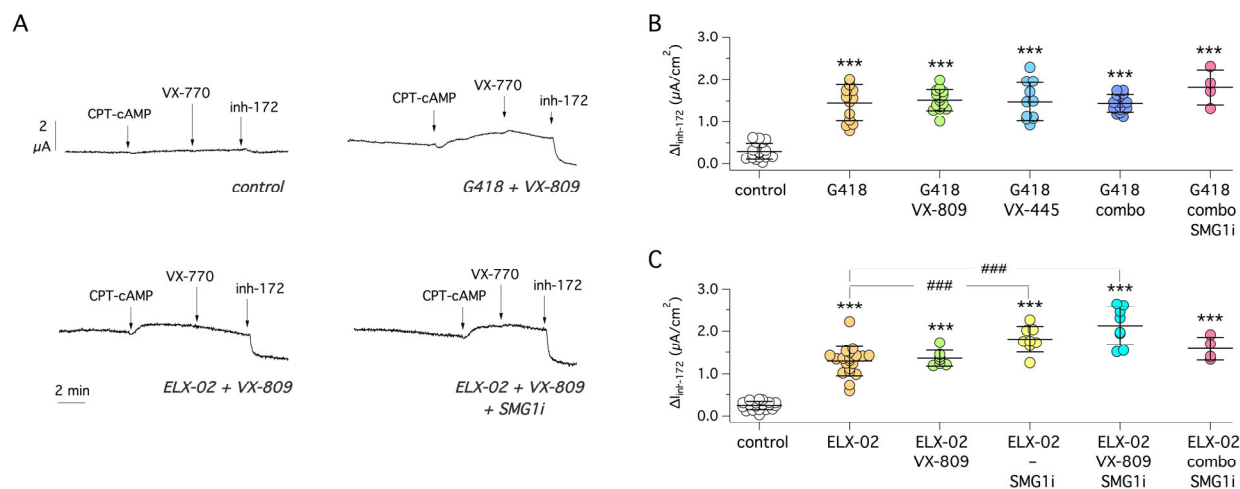 A
2
μA
CPT-cAMP
VX-770
inh-172
control
CPT-cAMP
VX-770
inh-172
G418 + VX-809
CPT-cAMP
VX-770
inh-172
ELX-02 + VX-809
2 min
CPT-cAMP
VX-770
inh-172
ELX-02 + VX-809
+ SMG1i
B
ΔIinh-172 (μA/cm²)
3.0
2.0
1.0
0.0
***
***
***
***
***
control
G418
G418
VX-809
G418
VX-445
G418
combo
G418
combo
SMG1i
C
ΔIinh-172 (μA/cm²)
3.0
2.0
1.0
0.0
###
###
***
***
***
***
***
control
ELX-02
ELX-02
VX-809
ELX-02
–
SMG1i
ELX-02
VX-809
SMG1i
ELX-02
combo
SMG1i